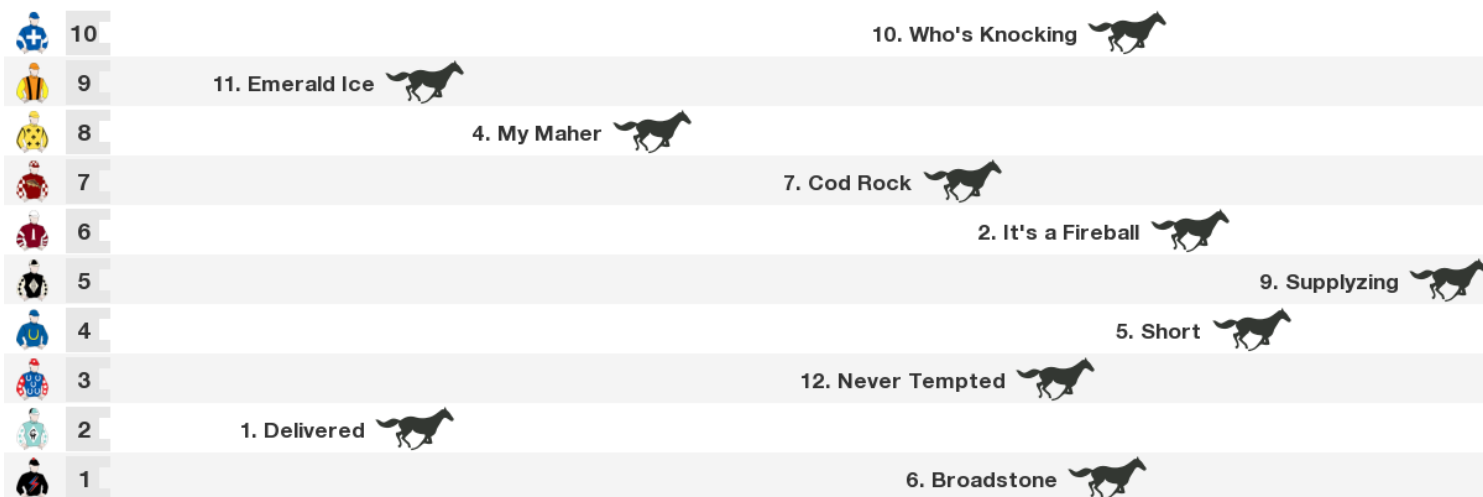 10 10. Who's Knocking
9 11. Emerald Ice
8 4. My Maher
7 7. Cod Rock
6 2. It's a Fireball
5 9. Supplyzing
4 5. Short
3 12. Never Tempted
2 1. Delivered
1 6. Broadstone